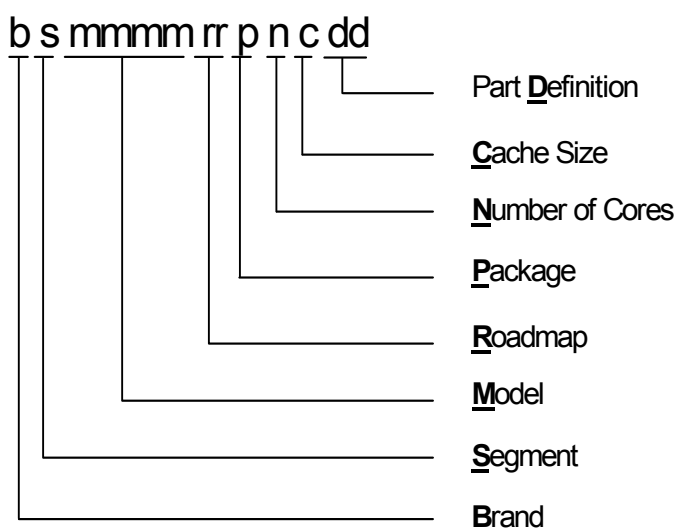 b s mmmm rr p n c dd
Part Definition
Cache Size
Number of Cores
Package
Roadmap
Model
Segment
Brand